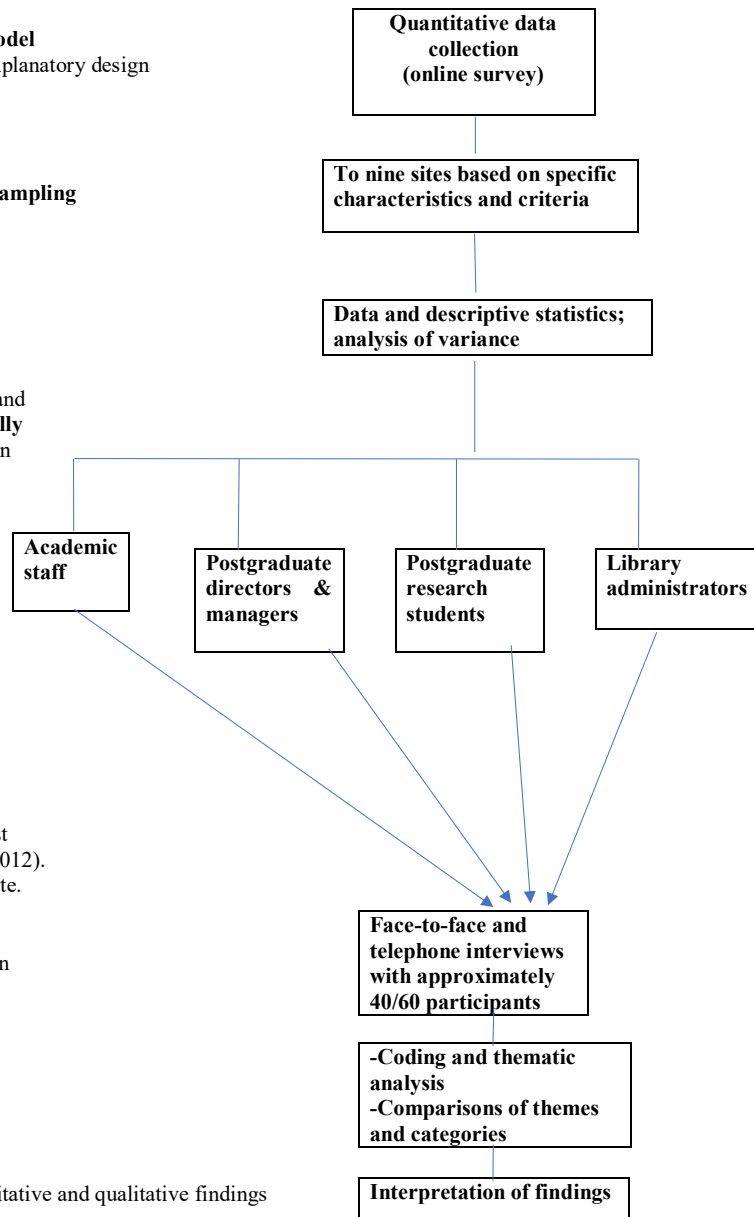 odel
planatory design
Quantitative data
collection
(online survey)
ampling
To nine sites based on specific
characteristics and criteria
Data and descriptive statistics;
analysis of variance
and
lly
n
Academic
staff
Postgraduate
directors & 
managers
Postgraduate
research
students
Library
administrators
st
012).
te.
n
Face-to-face and
telephone interviews
with approximately
40/60 participants
-Coding and thematic
analysis
-Comparisons of themes
and categories
itative and qualitative findings
Interpretation of findings